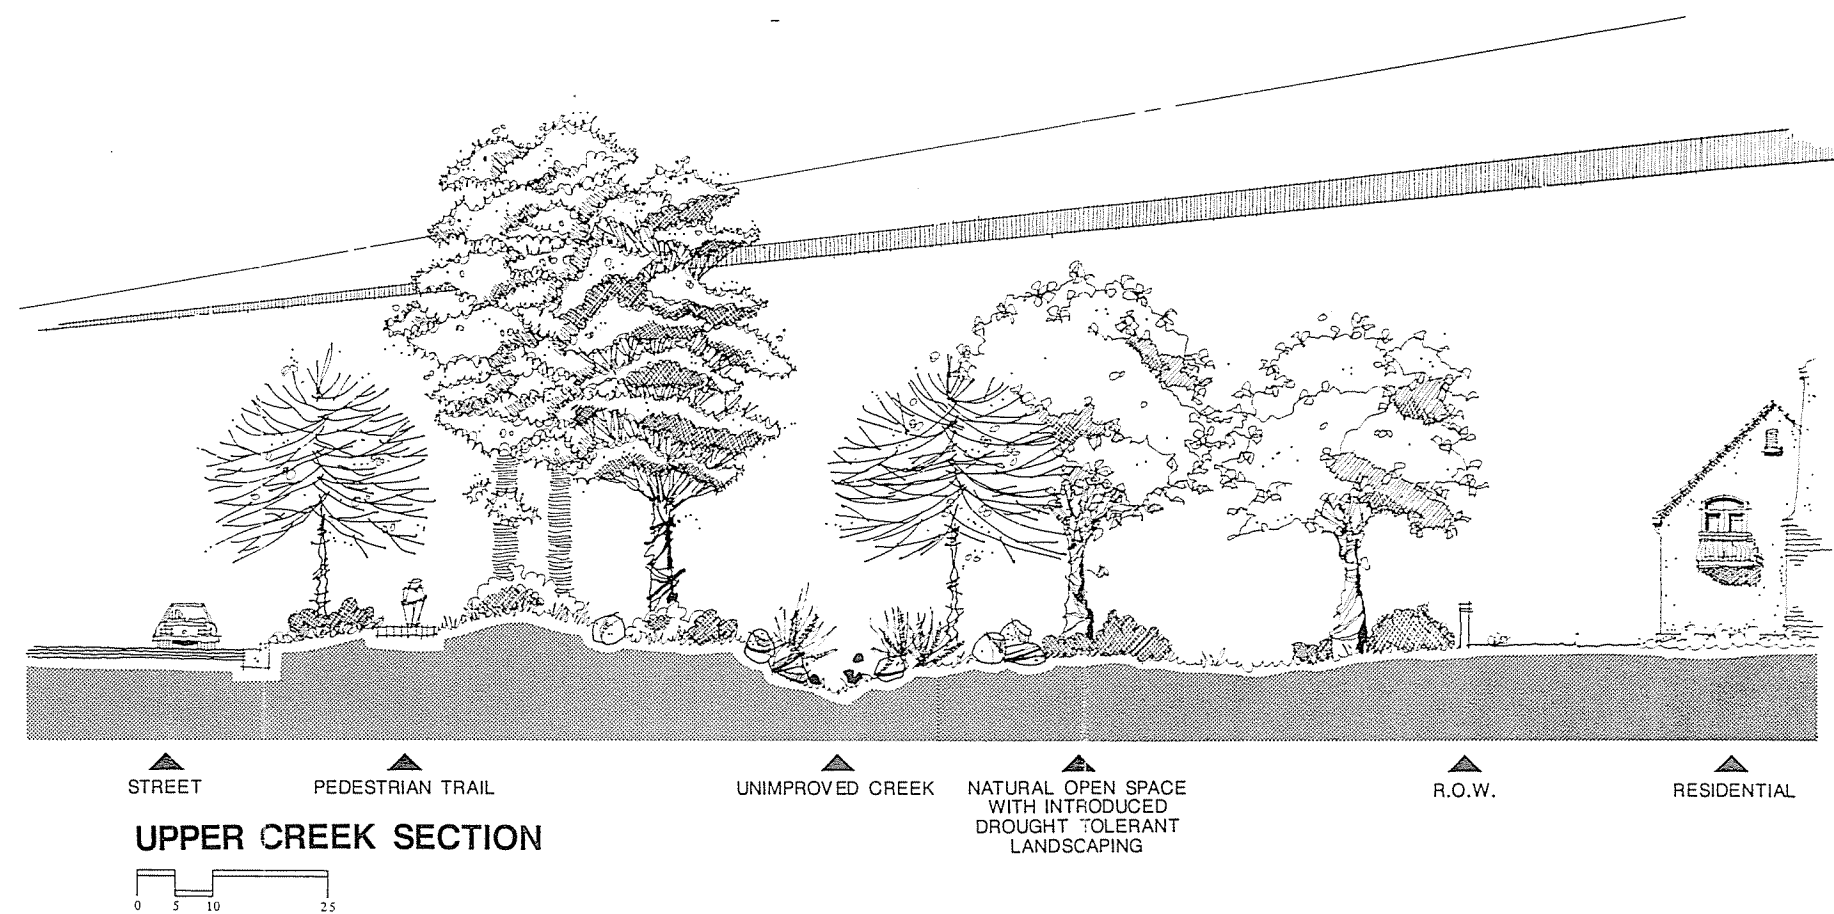 STREET
PEDESTRIAN TRAIL
UNIMPROVED CREEK
NATURAL OPEN SPACE
WITH INTRODUCED
DROUGHT TOLERANT
LANDSCAPING
R.O.W.
RESIDENTIAL
UPPER CREEK SECTION
0 5 10 25